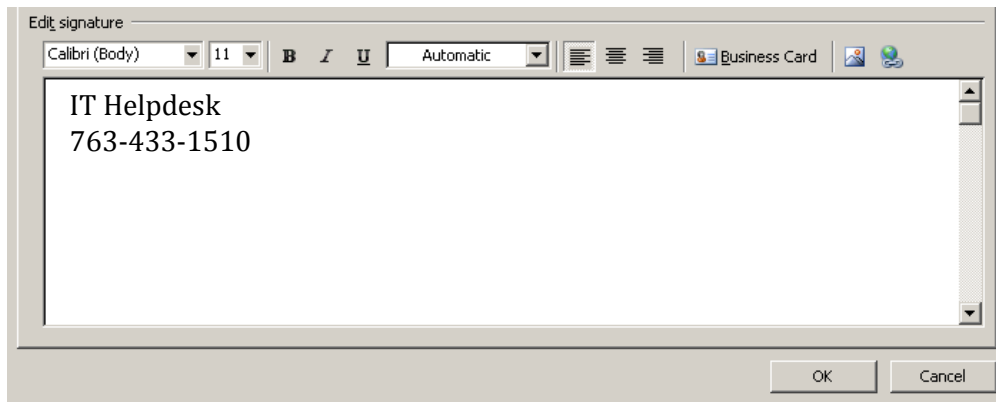 Edit signature
Calibri (Body) 11 B I U Automatic Business Card
IT Helpdesk
763-433-1510
OK Cancel